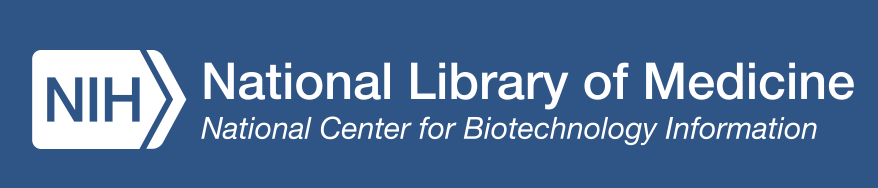 NIH
National Library of Medicine
National Center for Biotechnology Information